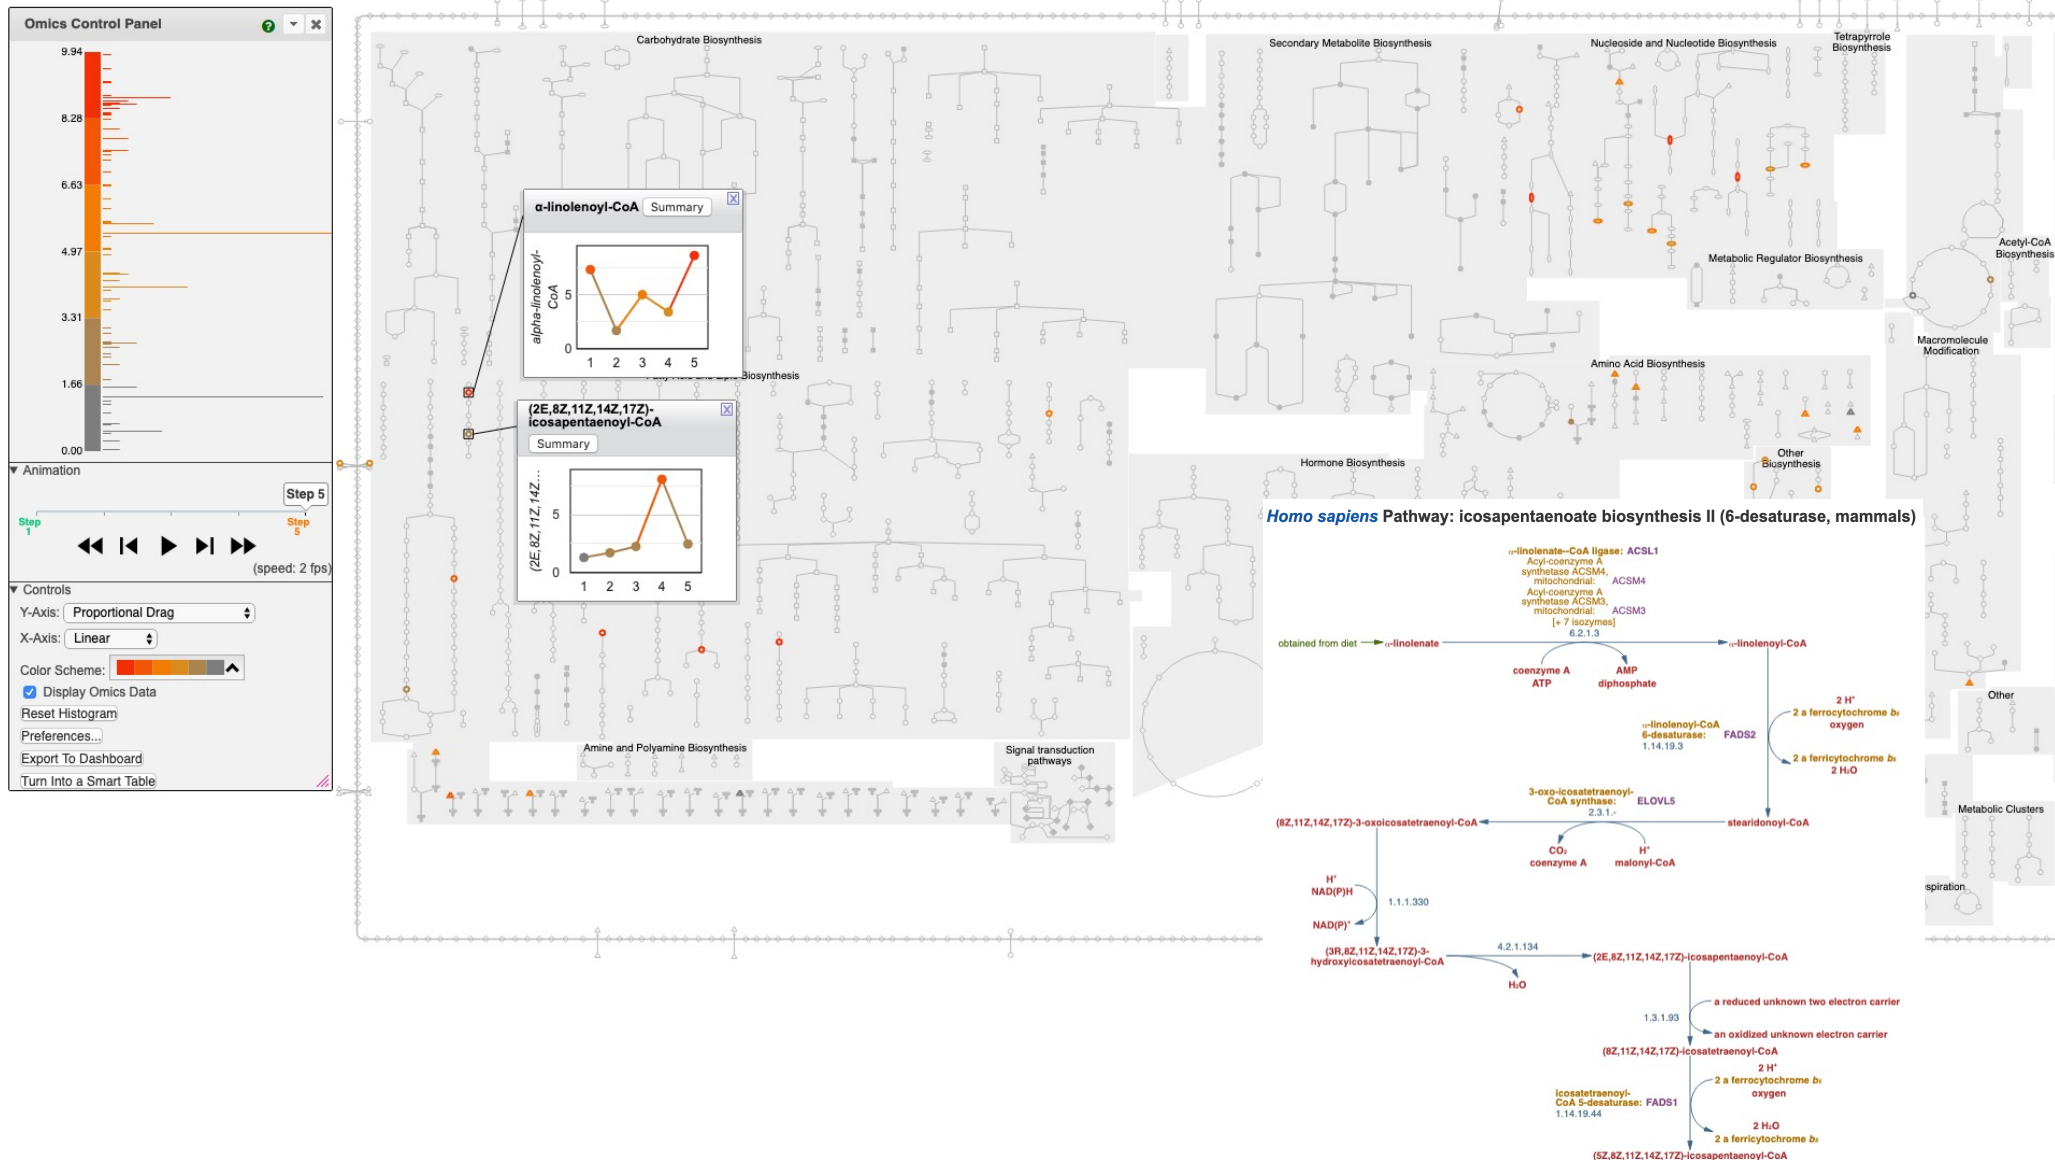 Omics Control Panel
9.94
8.28
6.63
4.97
3.31
1.66
0.00
Animation
Step 5
Step
1
Step
5
(speed: 2 fps)
Controls
Y-Axis: Proportional Drag
X-Axis: Linear
Color Scheme:
Display Omics Data
Reset Histogram
Preferences...
Export To Dashboard
Turn Into a Smart Table
Carbohydrate Biosynthesis
Secondary Metabolite Biosynthesis
Nucleoside and Nucleotide Biosynthesis
Tetrapyrrole
Biosynthesis
Acetyl-CoA
Biosynthesis
Metabolic Regulator Biosynthesis
Macromolecule
Modification
Amino Acid Biosynthesis
Other
Biosynthesis
Hormone Biosynthesis
Biosynthesis
Amine and Polyamine Biosynthesis
Signal transduction
pathways
Other
Metabolic Clusters
spiration
α-linolenoyl-CoA Summary
alpha-linolenoyl-
CoA
5
0
1 2 3 4 5
(2E,8Z,11Z,14Z,17Z)-
icosapentaenoyl-CoA
Summary
(2E,8Z,11Z,14Z...
5
0
1 2 3 4 5
Homo sapiens Pathway: icosapentaenoate biosynthesis II (6-desaturase, mammals)
α-linolenate--CoA ligase: ACSL1
Acyl-coenzyme A
synthetase ACSM4,
mitochondrial: ACSM4
Acyl-coenzyme A
synthetase ACSM3,
mitochondrial: ACSM3
[+ 7 isozymes]
6.2.1.3
obtained from diet
α-linolenate
α-linolenoyl-CoA
coenzyme A
ATP
AMP
diphosphate
2 H⁺
2 a ferrocytochrome b₅
oxygen
α-linolenoyl-CoA
6-desaturase: FADS2
1.14.19.3
2 a ferricytochrome b₅
2 H₂O
3-oxo-icosatetraenoyl-
CoA synthase: ELOVL5
2.3.1.-
(8Z,11Z,14Z,17Z)-3-oxoicosatetraenoyl-CoA
stearidonoyl-CoA
CO₂
coenzyme A
H⁺
malonyl-CoA
H⁺
NAD(P)H
1.1.1.330
NAD(P)⁺
(3R,8Z,11Z,14Z,17Z)-3-
hydroxyicosatetraenoyl-CoA
4.2.1.134
(2E,8Z,11Z,14Z,17Z)-icosapentaenoyl-CoA
H₂O
a reduced unknown two electron carrier
1.3.1.93
an oxidized unknown electron carrier
(8Z,11Z,14Z,17Z)-icosatetraenoyl-CoA
2 H⁺
2 a ferrocytochrome b₅
oxygen
icosatetraenoyl-
CoA 5-desaturase: FADS1
1.14.19.44
2 H₂O
2 a ferricytochrome b₅
(5Z,8Z,11Z,14Z,17Z)-icosapentaenoyl-CoA